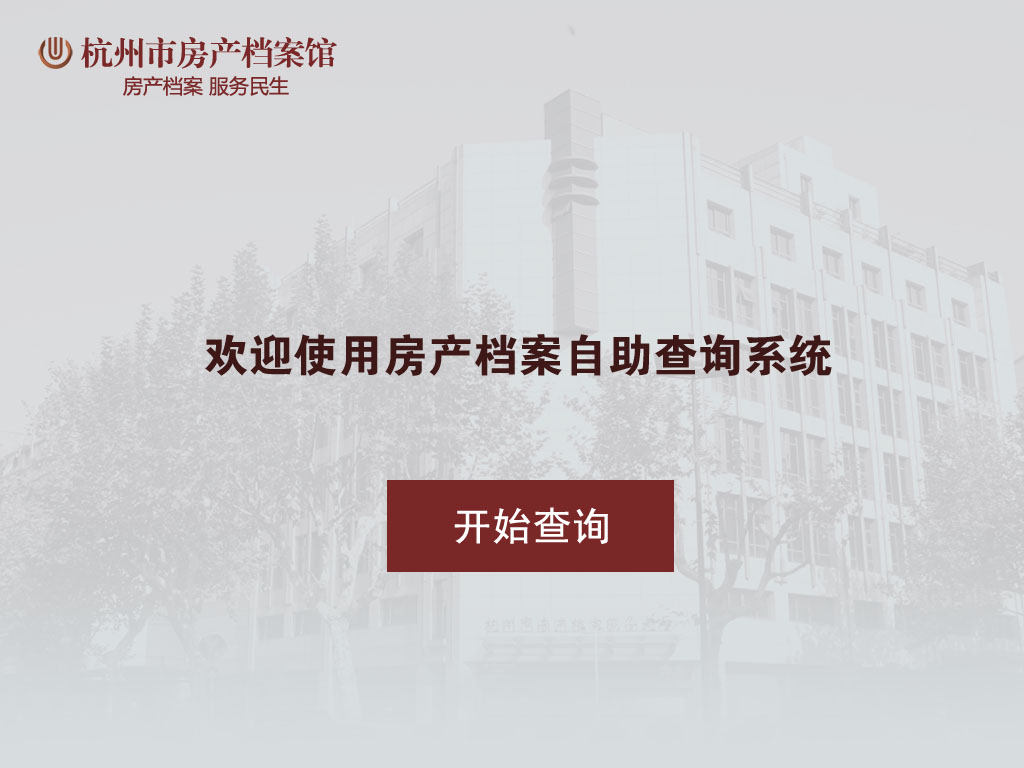 杭州市房产档案馆
房产档案 服务民生
欢迎使用房产档案自助查询系统
开始查询